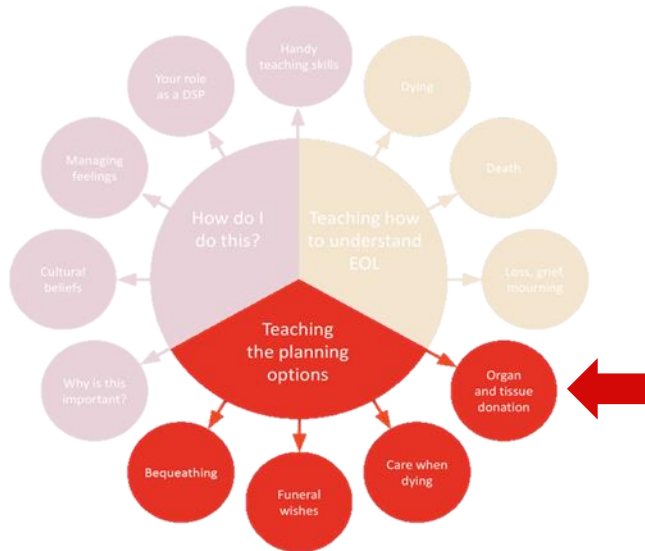 Handy
teaching skills
Dying
Death
Loss, grief,
mourning
Organ
and tissue
donation
Care when
dying
Funeral
wishes
Bequeathing
Why is this
important?
Cultural
beliefs
Managing
feelings
Your role
as a DSP
How do I
do this?
Teaching how
to understand
EOL
Teaching
the planning
options